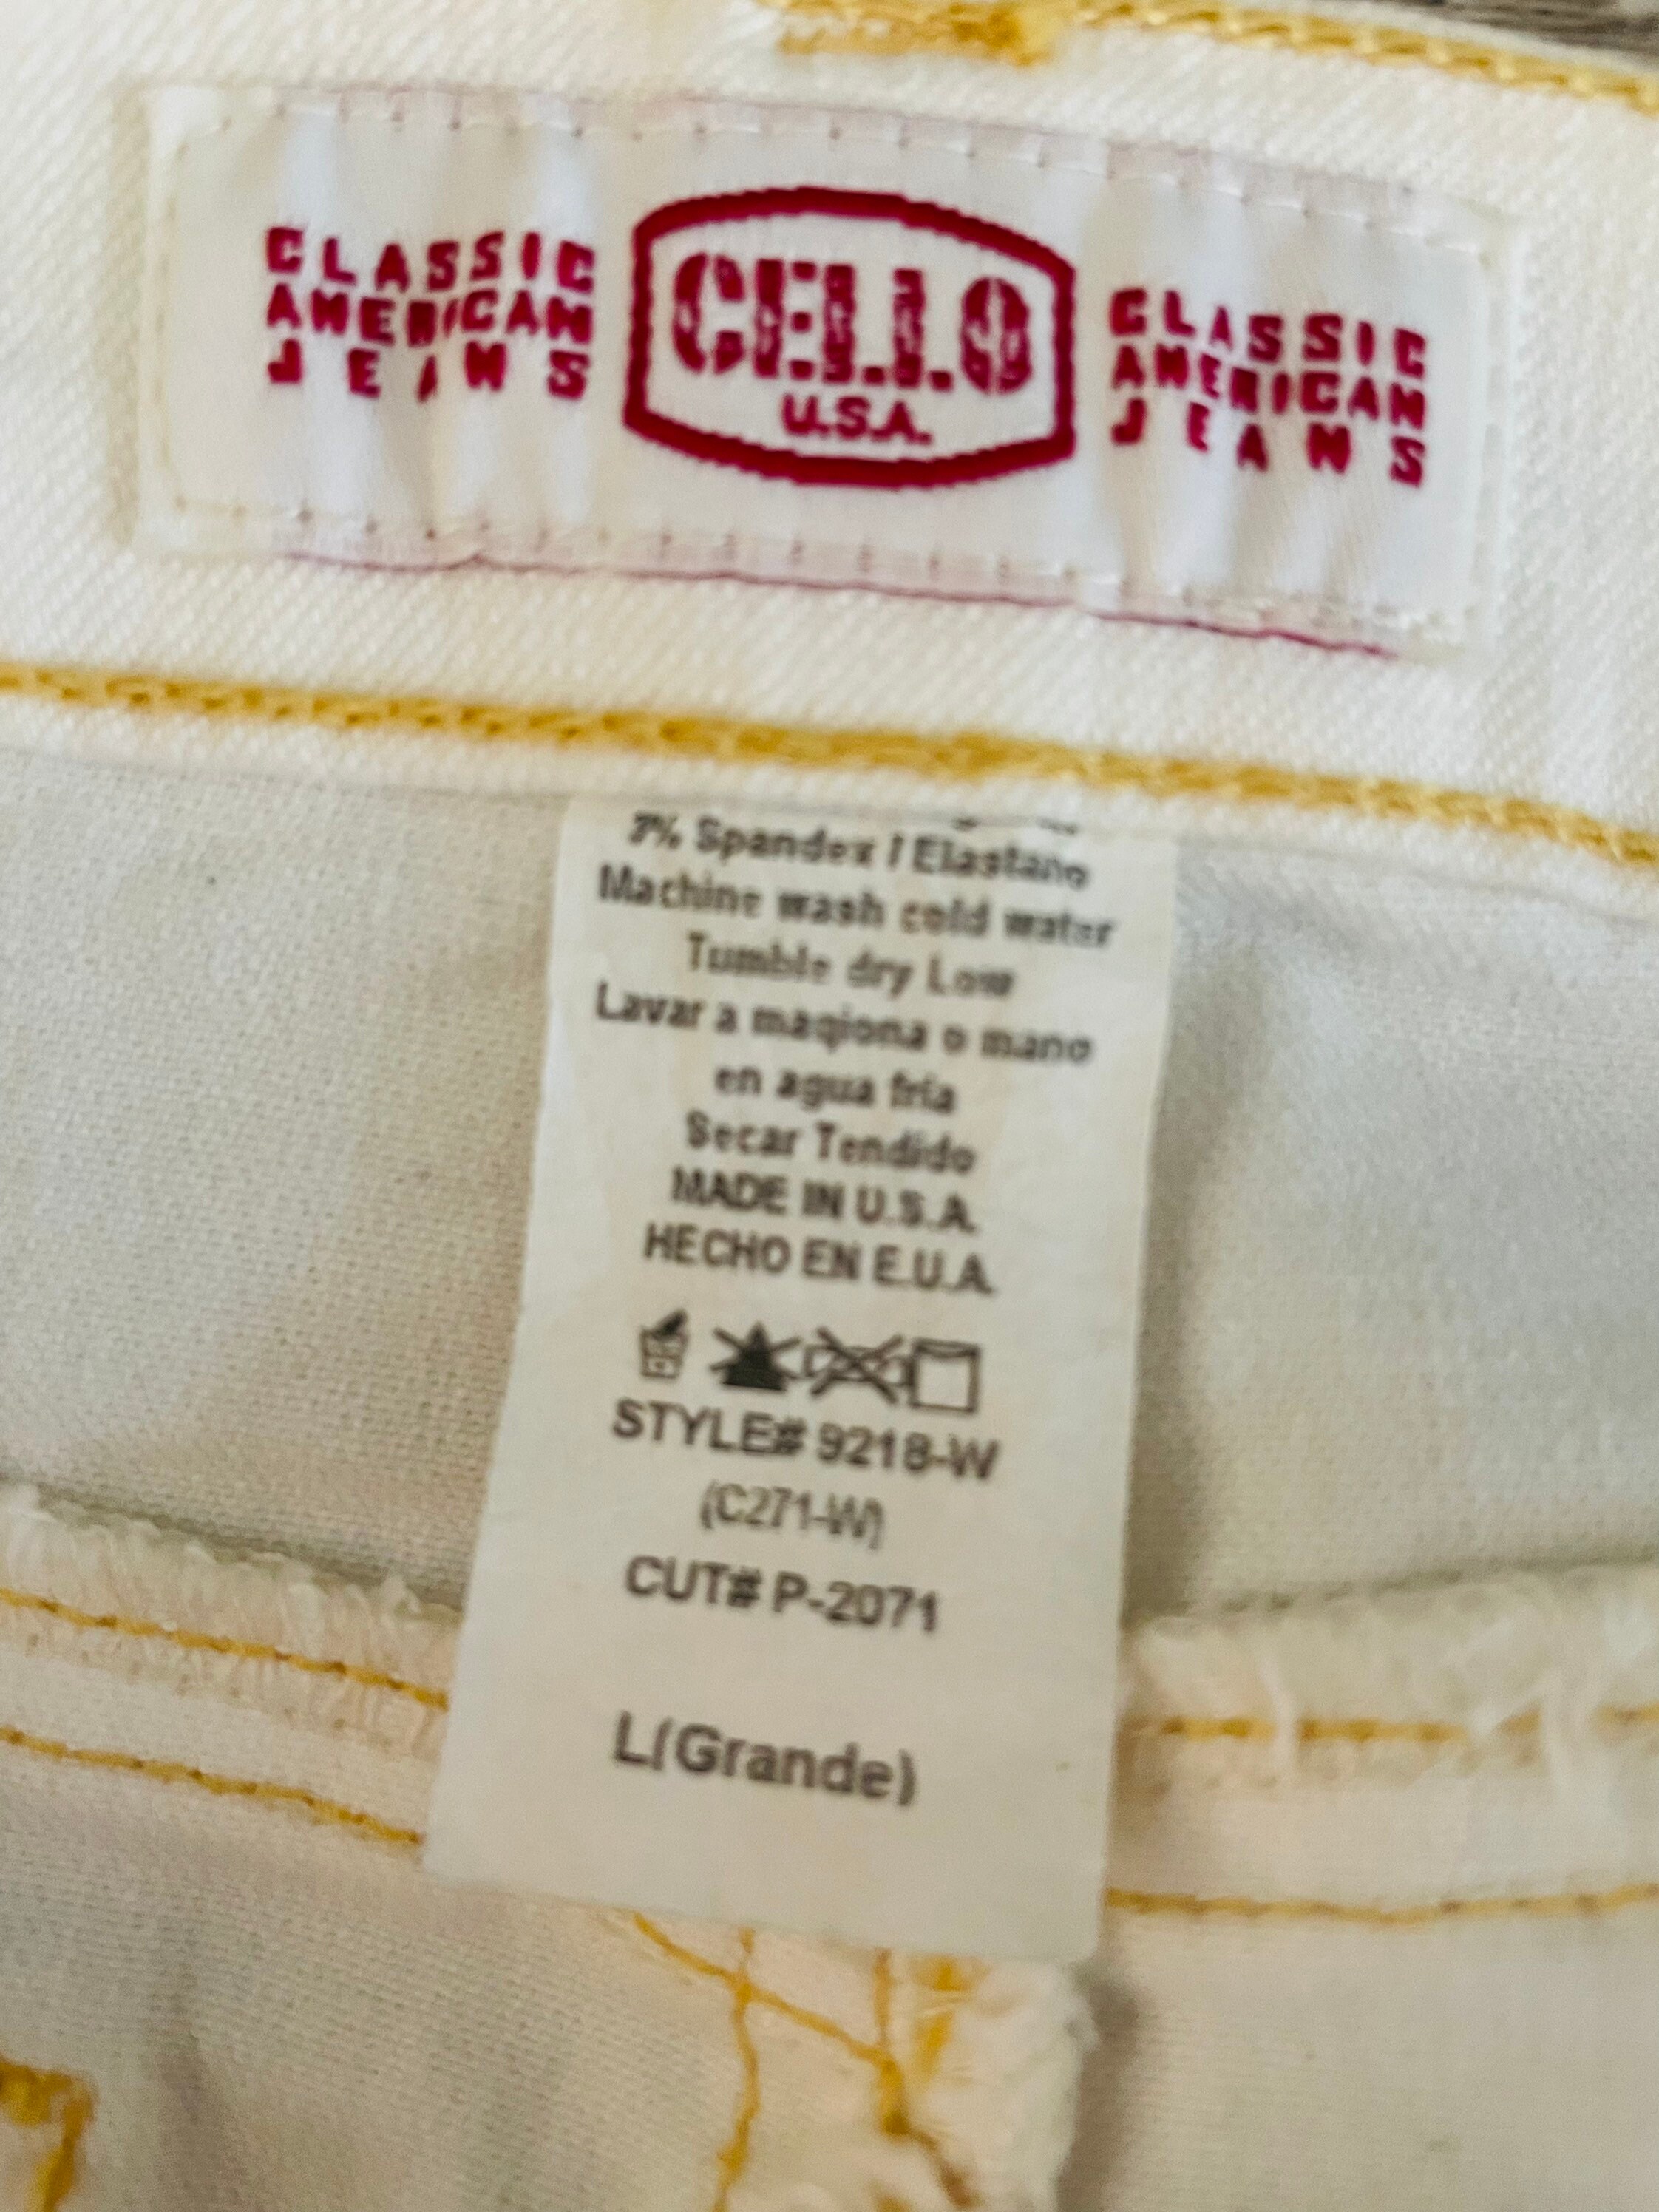 CLASSIC
AMERICAN
JEANS
CELLO
U.S.A.
CLASSIC
AMERICAN
JEANS
Spandex / Elastano
Machine wash cold water
Tumble dry Low
Lavar a maqiona o mano
en agua fría
Secar Tendido
MADE IN U.S.A.
HECHO EN E.U.A.
STYLE# 9218-W
(C271-W)
CUT# P-2071
L(Grande)